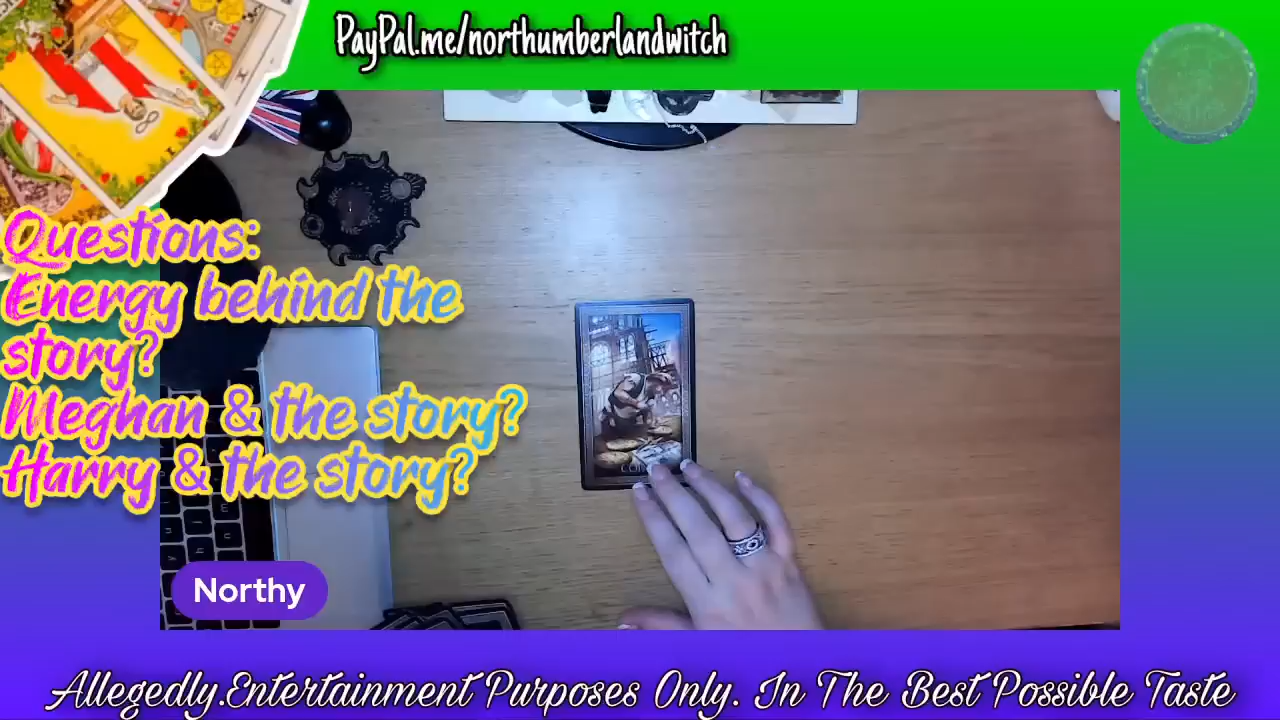 PayPal.me/northumberlandwitch
Questions:
Energy behind the
story?
Meghan & the story?
Harry & the story?
Northy
Allegedly.Entertainment Purposes Only. In The Best Possible Taste